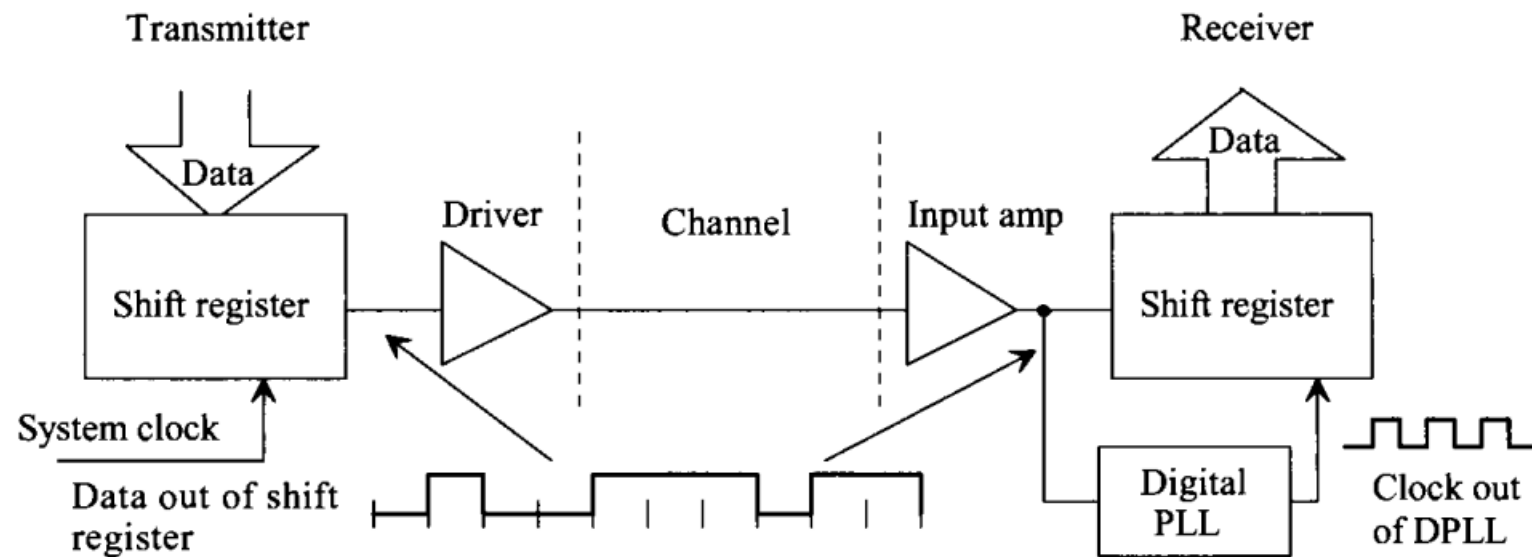 Transmitter
Receiver
Data
Data
Driver
Channel
Input amp
Shift register
Shift register
System clock
Data out of shift
register
Digital
PLL
Clock out
of DPLL